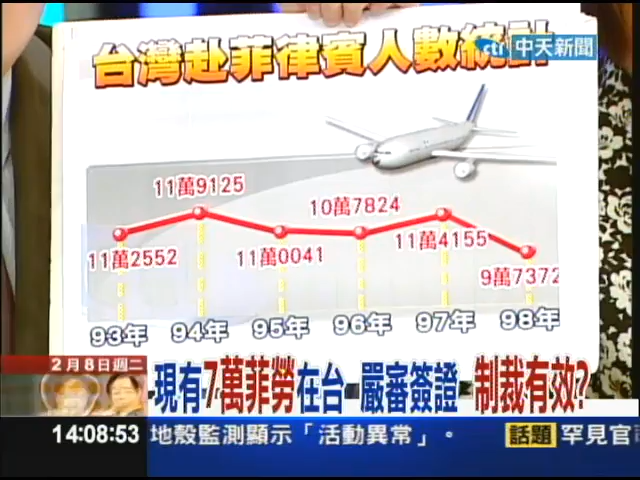 台灣赴菲律賓人數統計
cti 中天新聞
11萬9125
10萬7824
11萬2552
11萬0041
11萬4155
9萬7372
93年
94年
95年
96年
97年
98年
2月8日週二
現有7萬菲勞在台 嚴審簽證 制裁有效?
14:08:53
地殼監測顯示「活動異常」。
話題
罕見官